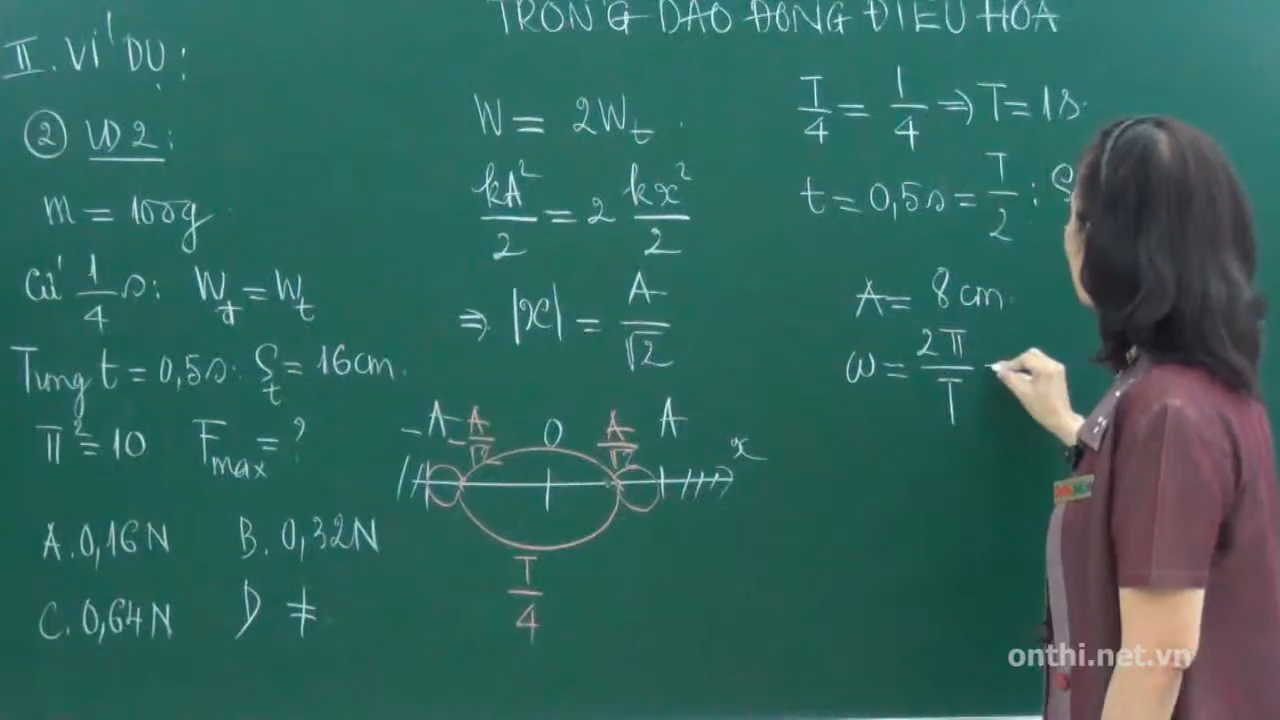 TRONG DAO ĐỘNG ĐIỀU HOÀ
II. VÍ DỤ:
② VD2:
m = 100g
Cứ 1/4 s: Wđ = Wt
Từng t = 0,5s: St = 16cm.
π² = 10 Fmax = ?
A. 0,16N B. 0,32N
C. 0,64N D ≠
W = 2Wt.
kA²/2 = 2 kx²/2
⇒ |x| = A/√2
-A -A/√2 O A/√2 A x
T/4
T/4 = 1/4 ⇒ T = 1s.
t = 0,5s = T/2 : S
A = 8cm.
ω = 2π/T
onthi.net.vn